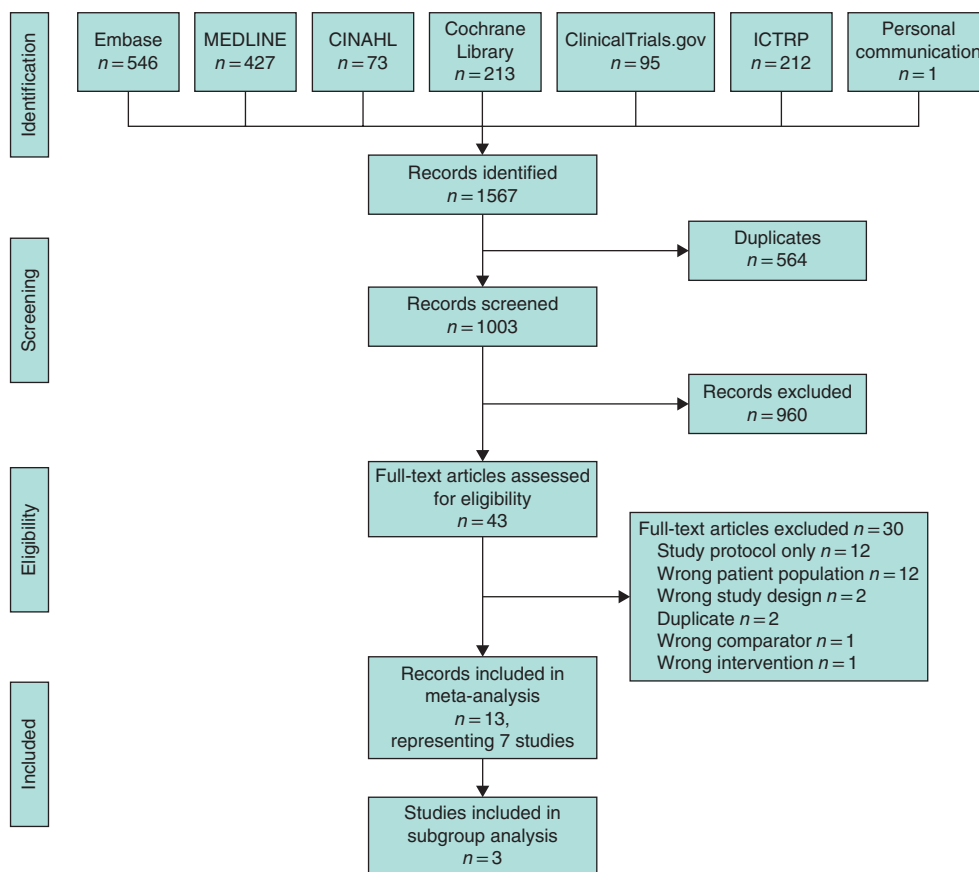 Identification
Embase
n=546
MEDLINE
n=427
CINAHL
n=73
Cochrane
Library
n=213
ClinicalTrials.gov
n=95
ICTRP
n=212
Personal
communication
n=1
Records identified
n=1567
Duplicates
n=564
Screening
Records screened
n=1003
Records excluded
n=960
Eligibility
Full-text articles assessed
for eligibility
n=43
Full-text articles excluded n=30
Study protocol only n=12
Wrong patient population n=12
Wrong study design n=2
Duplicate n=2
Wrong comparator n=1
Wrong intervention n=1
Included
Records included in
meta-analysis
n=13,
representing 7 studies
Studies included in
subgroup analysis
n=3